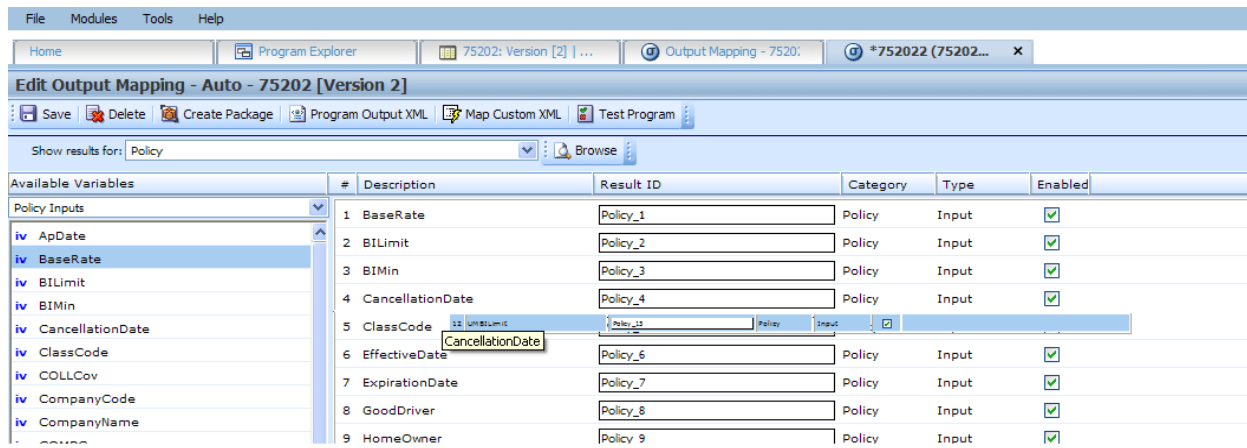 File Modules Tools Help
Home Program Explorer 75202: Version [2] | ... Output Mapping - 7520 *752022 (75202... x
Edit Output Mapping - Auto - 75202 [Version 2]
Save Delete Create Package Program Output XML Map Custom XML Test Program
Show results for: Policy Browse
Available Variables # Description Result ID Category Type Enabled
Policy Inputs
1 BaseRate Policy_1 Policy Input
iv ApDate
2 BILimit Policy_2 Policy Input
iv BaseRate
3 BIMin Policy_3 Policy Input
iv BILimit
4 CancellationDate Policy_4 Policy Input
iv BIMin
5 ClassCode
12 UMBILimit Policy_13 Policy Input
iv CancellationDate
CancellationDate
6 EffectiveDate Policy_6 Policy Input
iv ClassCode
7 ExpirationDate Policy_7 Policy Input
iv COLLCov
8 GoodDriver Policy_8 Policy Input
iv CompanyCode
iv CompanyName
9 HomeOwner Policy_9 Policy Input